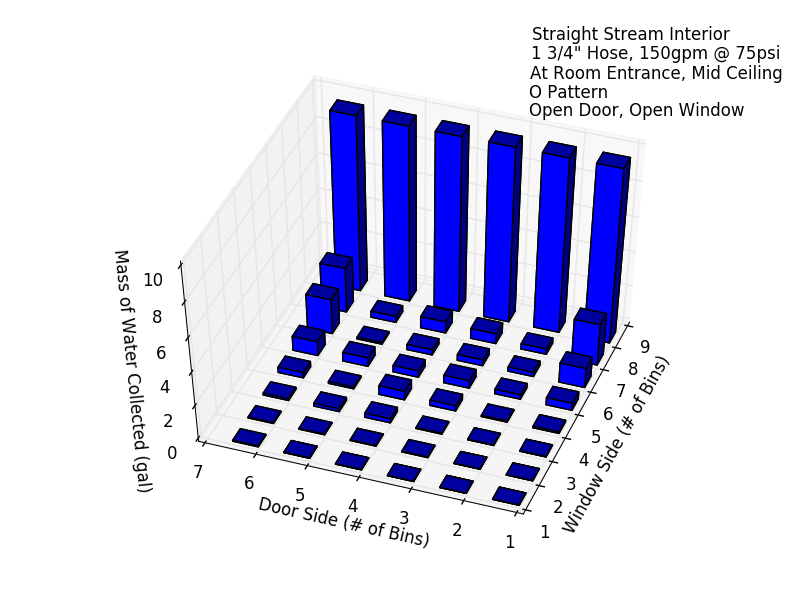 Straight Stream Interior
1 3/4" Hose, 150gpm @ 75psi
At Room Entrance, Mid Ceiling
O Pattern
Open Door, Open Window
10
8
6
4
2
0
Mass of Water Collected (gal)
7
6
5
4
3
2
1
Door Side (# of Bins)
1
2
3
4
5
6
7
8
9
Window Side (# of Bins)